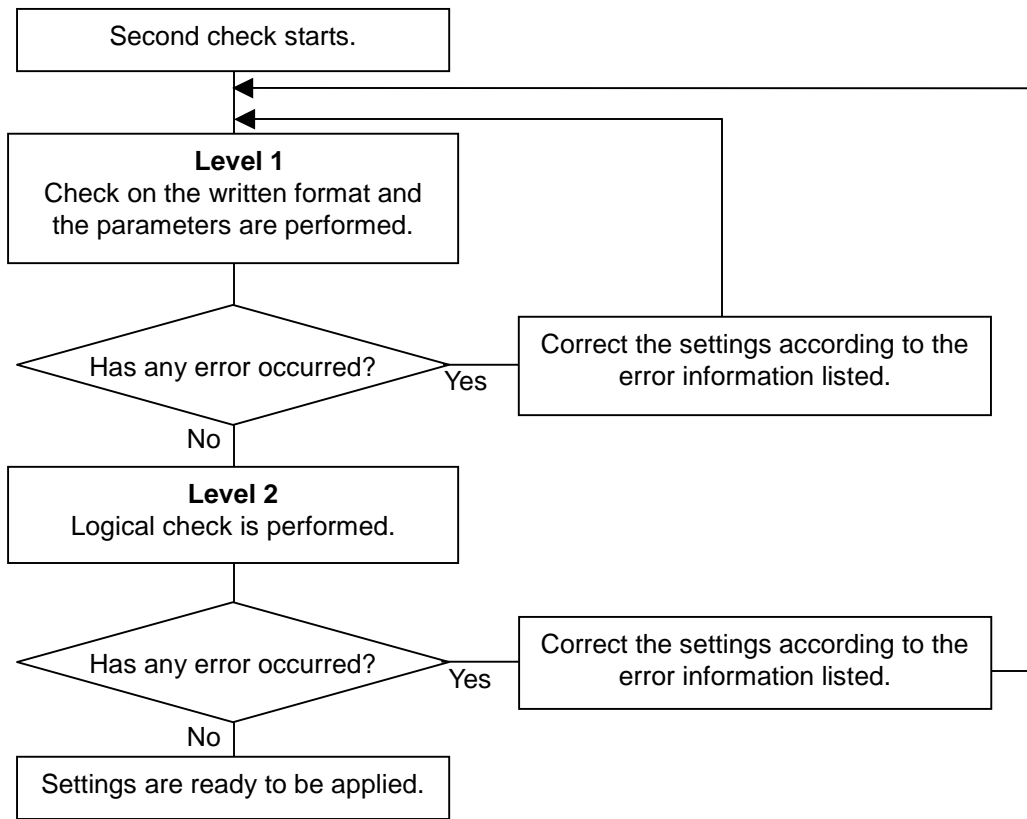 Second check starts.
Level 1
Check on the written format and
the parameters are performed.
Has any error occurred?
Yes
Correct the settings according to the
error information listed.
No
Level 2
Logical check is performed.
Has any error occurred?
Yes
Correct the settings according to the
error information listed.
No
Settings are ready to be applied.